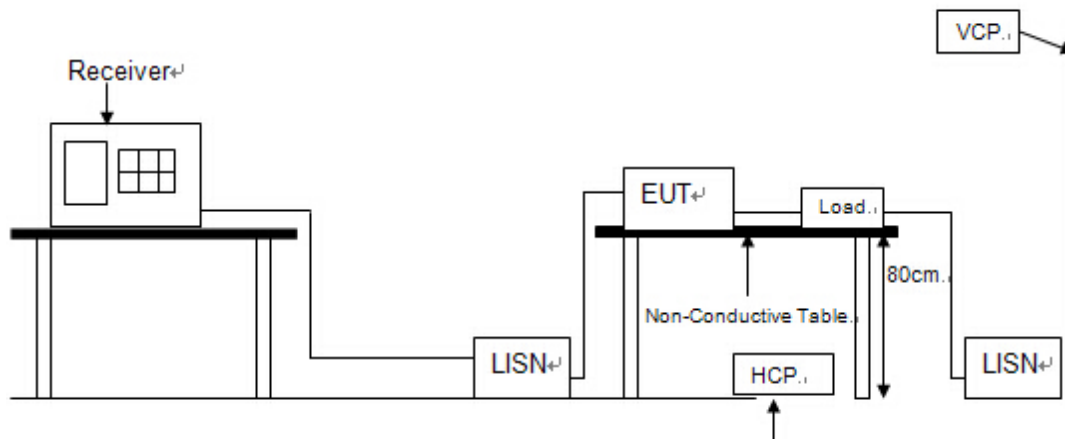 VCP.
Receiver
EUT
Load.
80cm.
Non-Conductive Table.
LISN
HCP.
LISN